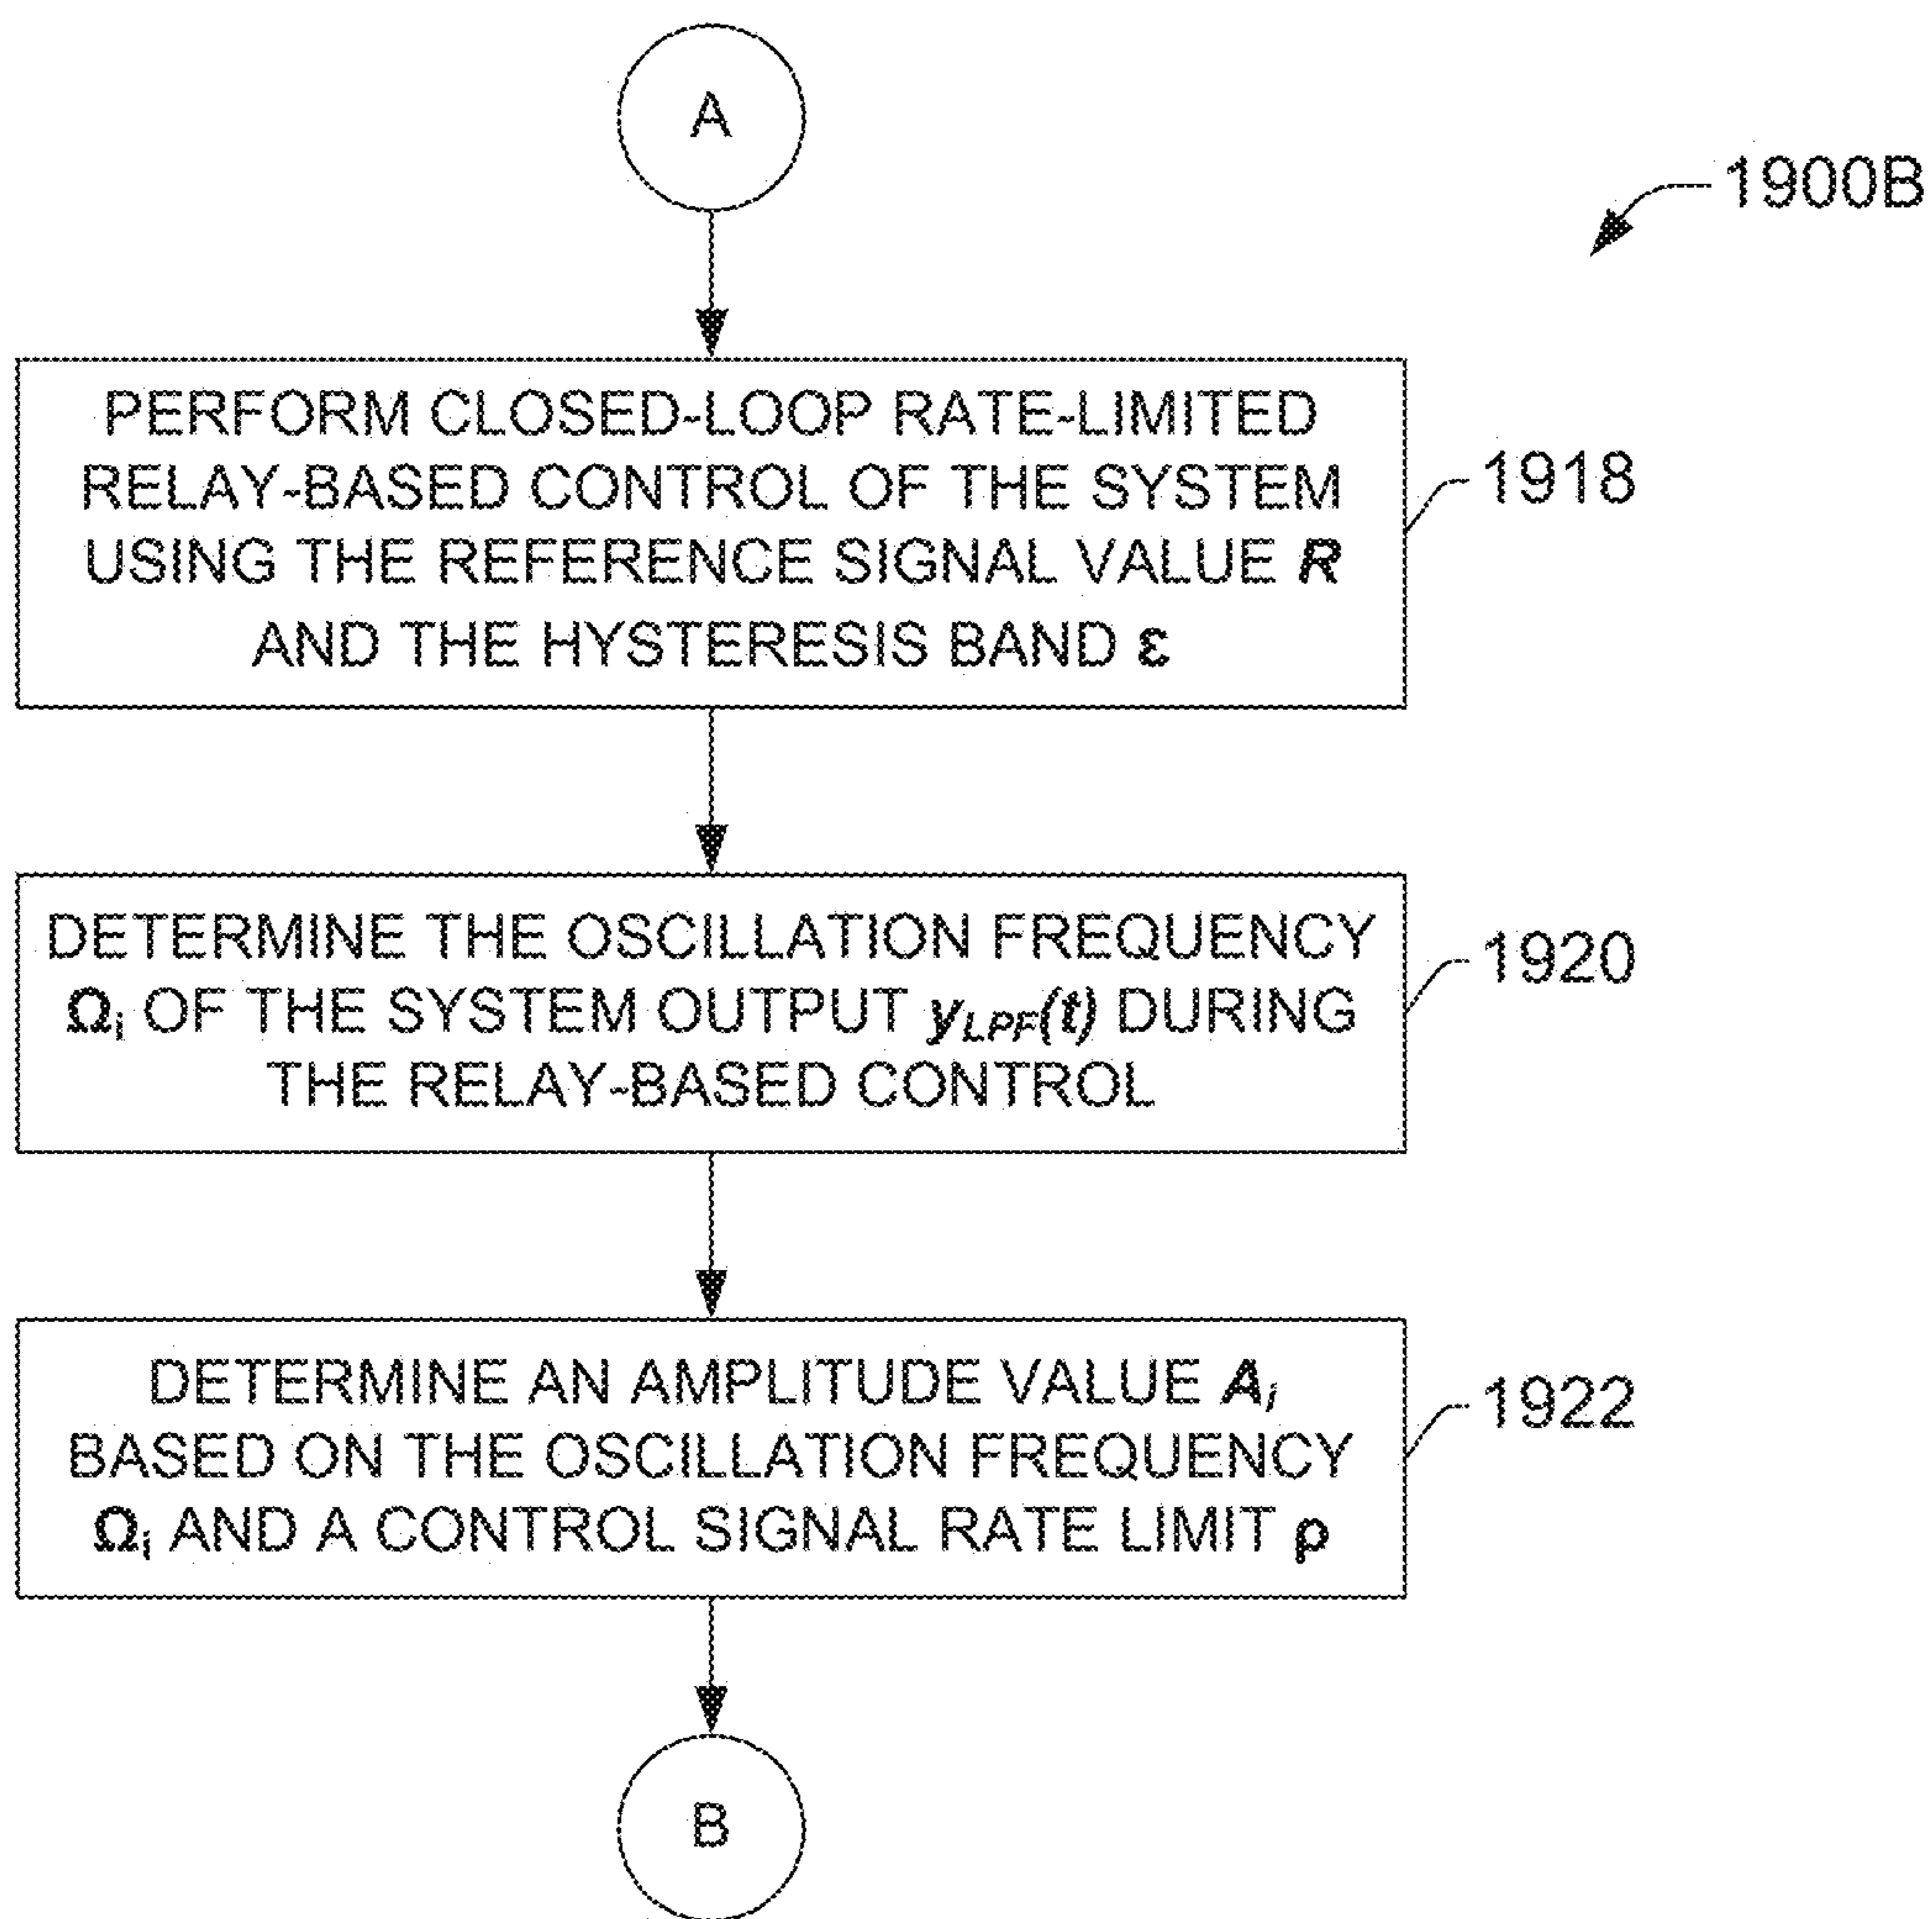 A
1900B
PERFORM CLOSED-LOOP RATE-LIMITED
RELAY-BASED CONTROL OF THE SYSTEM
USING THE REFERENCE SIGNAL VALUE R
AND THE HYSTERESIS BAND ε
1918
DETERMINE THE OSCILLATION FREQUENCY
Ωi OF THE SYSTEM OUTPUT yLPF(t) DURING
THE RELAY-BASED CONTROL
1920
DETERMINE AN AMPLITUDE VALUE Ai
BASED ON THE OSCILLATION FREQUENCY
Ωi AND A CONTROL SIGNAL RATE LIMIT ρ
1922
B